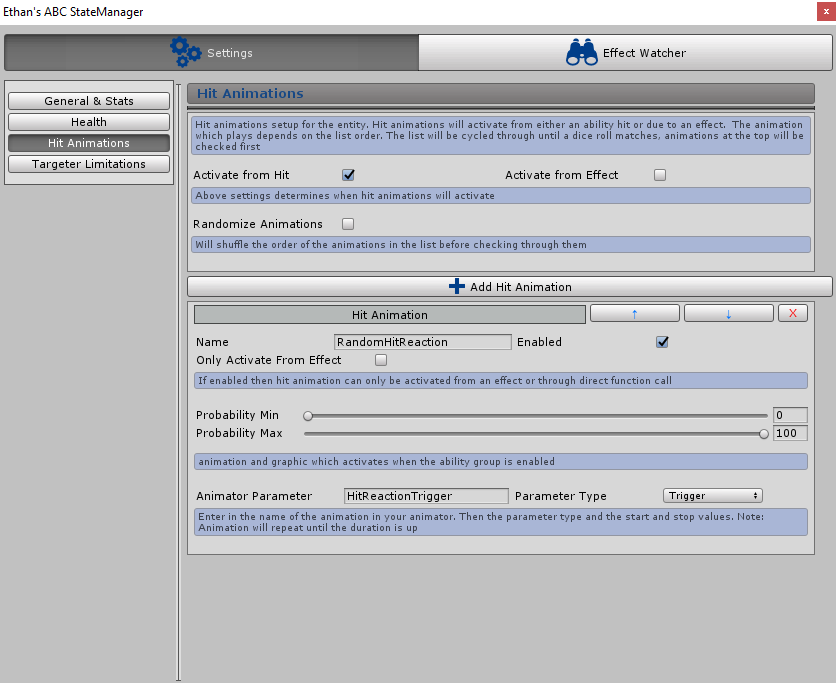 Ethan's ABC StateManager
x
Settings
Effect Watcher
General & Stats
Health
Hit Animations
Targeter Limitations
Hit Animations
Hit animations setup for the entity. Hit animations will activate from either an ability hit or due to an effect.  The animation
which plays depends on the list order. The list will be cycled through until a dice roll matches, animations at the top will be
checked first
Activate from Hit
Activate from Effect
Above settings determines when hit animations will activate
Randomize Animations
Will shuffle the order of the animations in the list before checking through them
Add Hit Animation
Hit Animation
↑
↓
X
Name
RandomHitReaction
Enabled
Only Activate From Effect
If enabled then hit animation can only be activated from an effect or through direct function call
Probability Min
0
Probability Max
100
animation and graphic which activates when the ability group is enabled
Animator Parameter
HitReactionTrigger
Parameter Type
Trigger
Enter in the name of the animation in your animator. Then the parameter type and the start and stop values. Note:
Animation will repeat until the duration is up